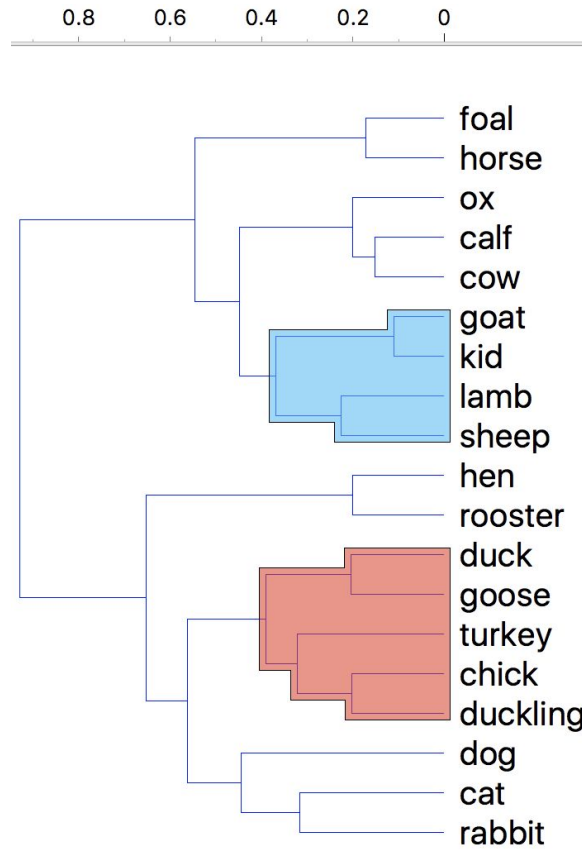 0.8 0.6 0.4 0.2 0
foal
horse
ox
calf
cow
goat
kid
lamb
sheep
hen
rooster
duck
goose
turkey
chick
duckling
dog
cat
rabbit